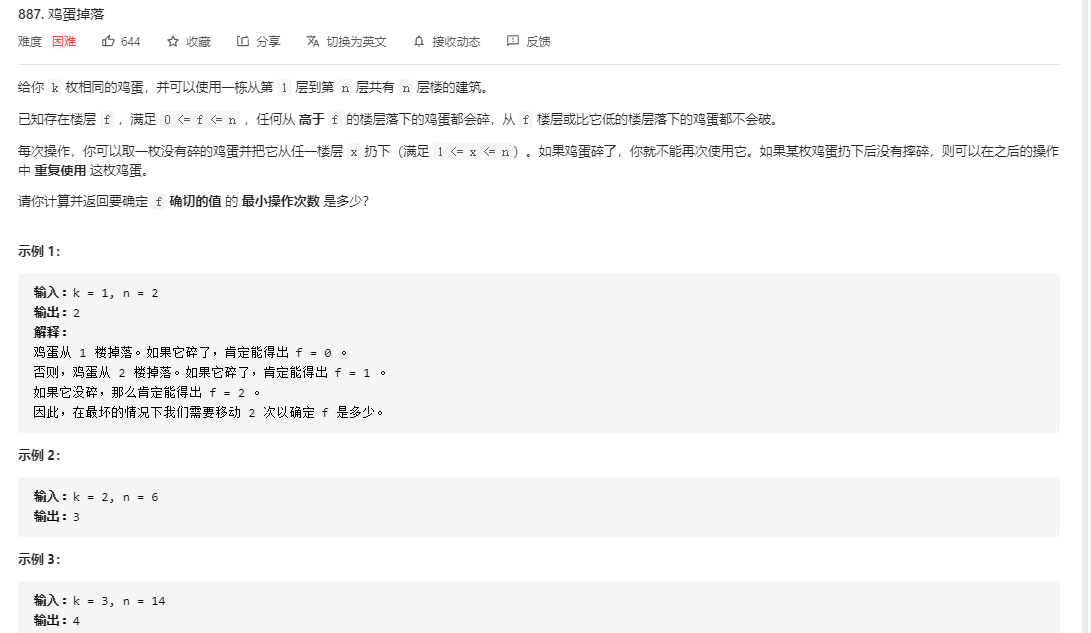 887. 鸡蛋掉落
难度 困难 644 收藏 分享 切换为英文 接收动态 反馈
给你 k 枚相同的鸡蛋，并可以使用一栋从第 1 层到第 n 层共有 n 层楼的建筑。
已知存在楼层 f ，满足 0 <= f <= n ，任何从 高于 f 的楼层落下的鸡蛋都会碎，从 f 楼层或比它低的楼层落下的鸡蛋都不会破。
每次操作，你可以取一枚没有碎的鸡蛋并把它从任一楼层 x 扔下（满足 1 <= x <= n）。如果鸡蛋碎了，你就不能再次使用它。如果某枚鸡蛋扔下后没有摔碎，则可以在之后的操作
中 重复使用 这枚鸡蛋。
请你计算并返回要确定 f 确切的值 的 最小操作次数 是多少？
示例 1：
输入：k = 1, n = 2
输出：2
解释：
鸡蛋从 1 楼掉落。如果它碎了，肯定能得出 f = 0 。
否则，鸡蛋从 2 楼掉落。如果它碎了，肯定能得出 f = 1 。
如果它没碎，那么肯定能得出 f = 2 。
因此，在最坏的情况下我们需要移动 2 次以确定 f 是多少。
示例 2：
输入：k = 2, n = 6
输出：3
示例 3：
输入：k = 3, n = 14
输出：4